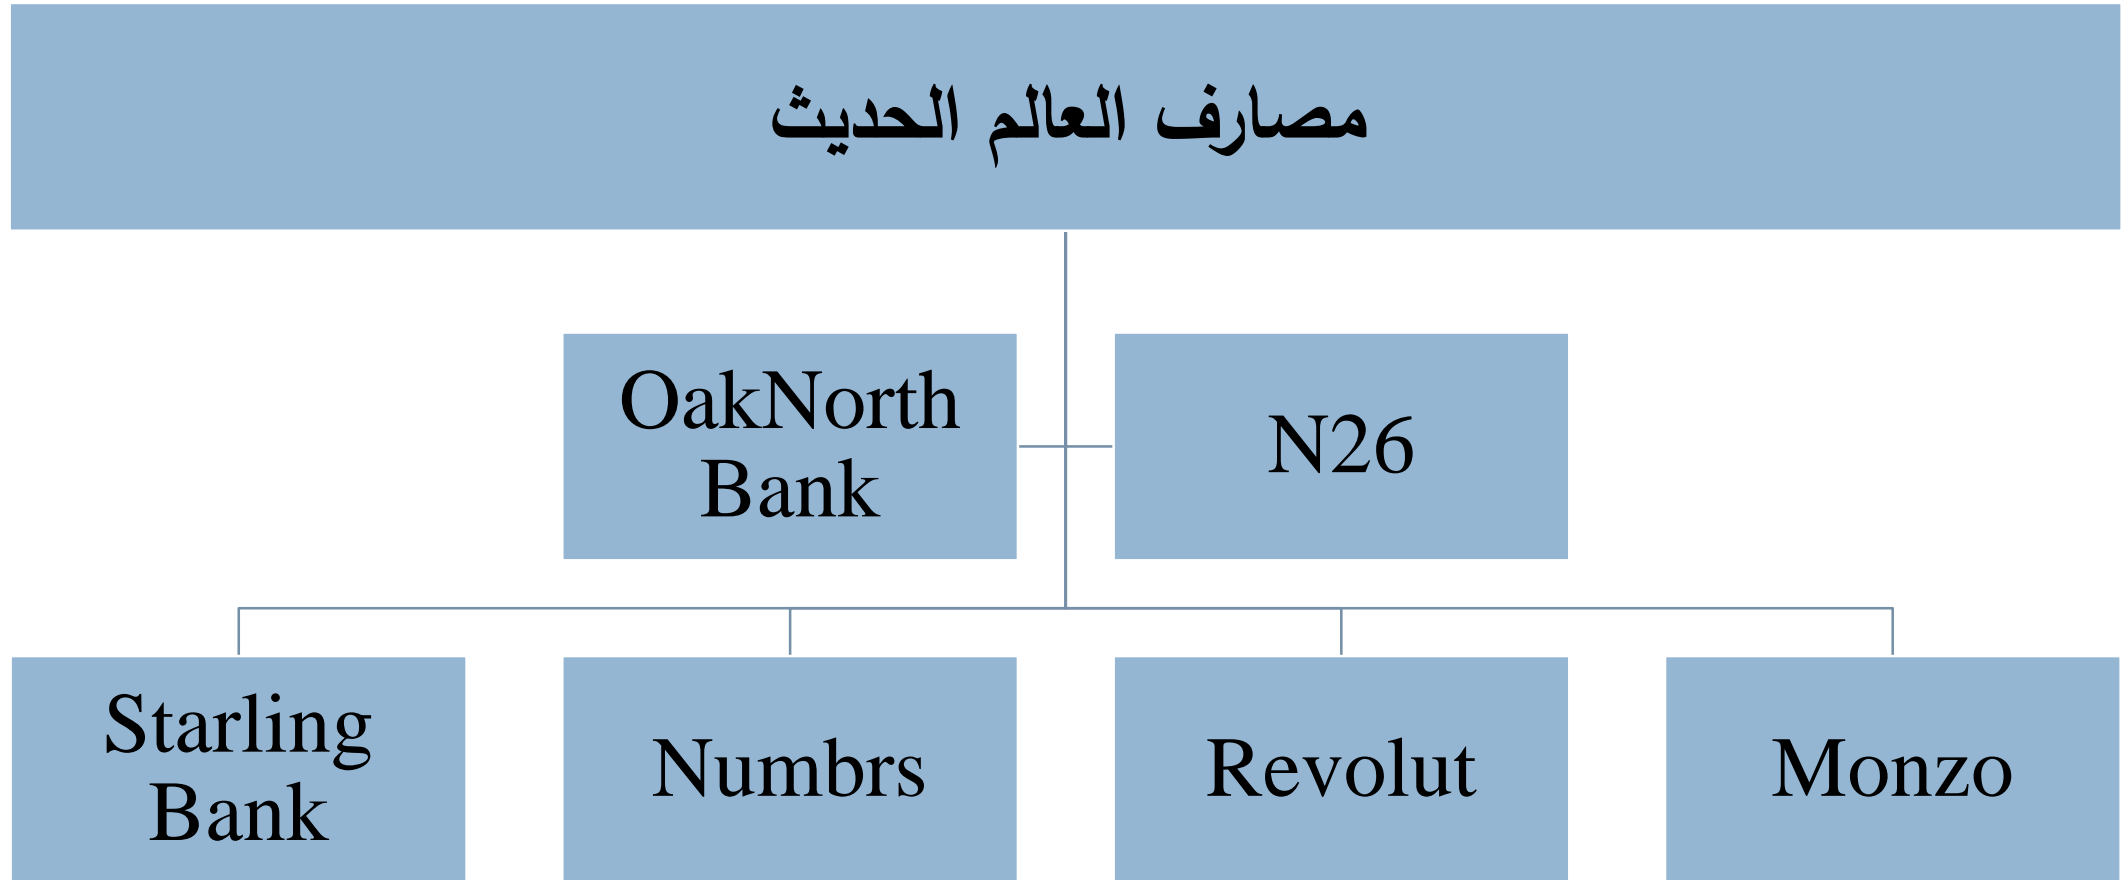 مصارف العالم الحديث
OakNorth
Bank
N26
Starling
Bank
Numbrs
Revolut
Monzo